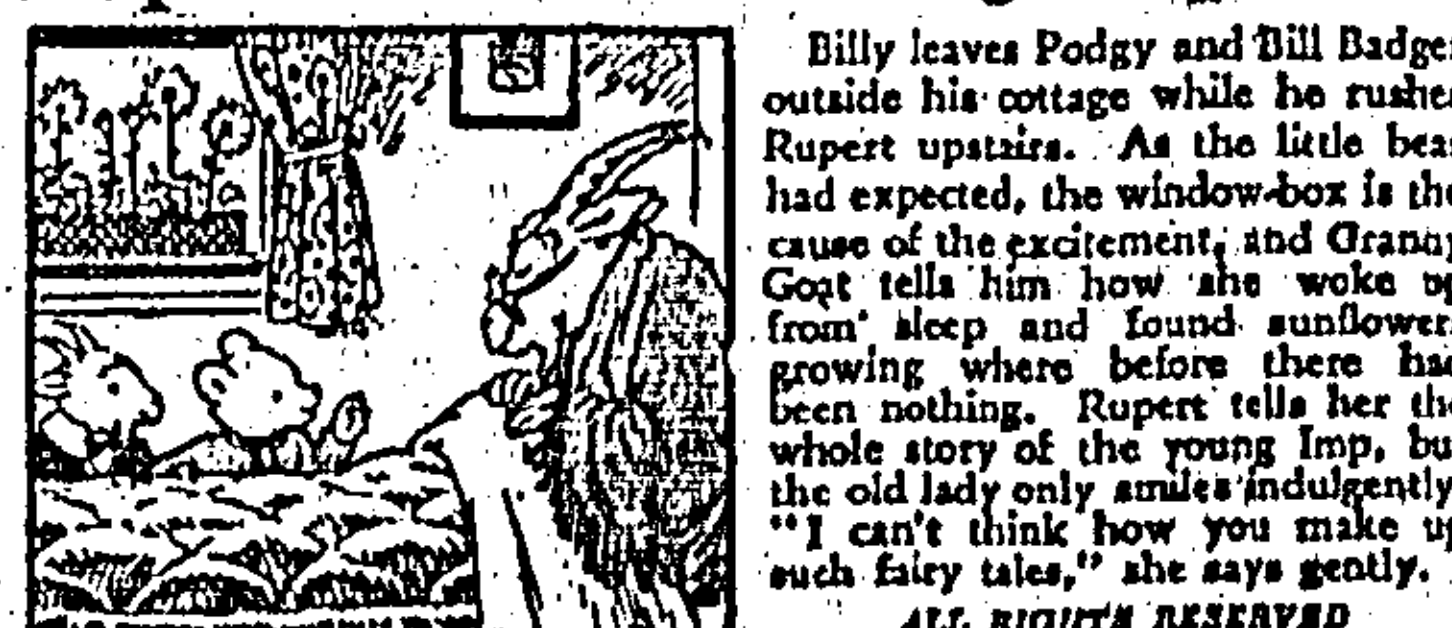 Billy leaves Podgy and Bill Badge
outside his cottage while he rushe
Rupert upstairs. As the little bea
had expected, the window-box is the
cause of the excitement, and Granny
Goat tells him how she woke up
from sleep and found sunflower
growing where before there had
been nothing. Rupert tells her the
whole story of the young Imp, but
the old lady only smiles indulgently
"I can't think how you make up
such fairy tales," she says gently.
ALL RIGHTS RESERVED